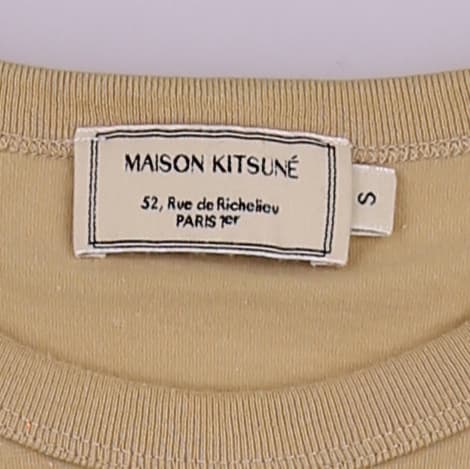 MAISON KITSUNÉ
52, Rue de Richelieu
PARIS 1er
S